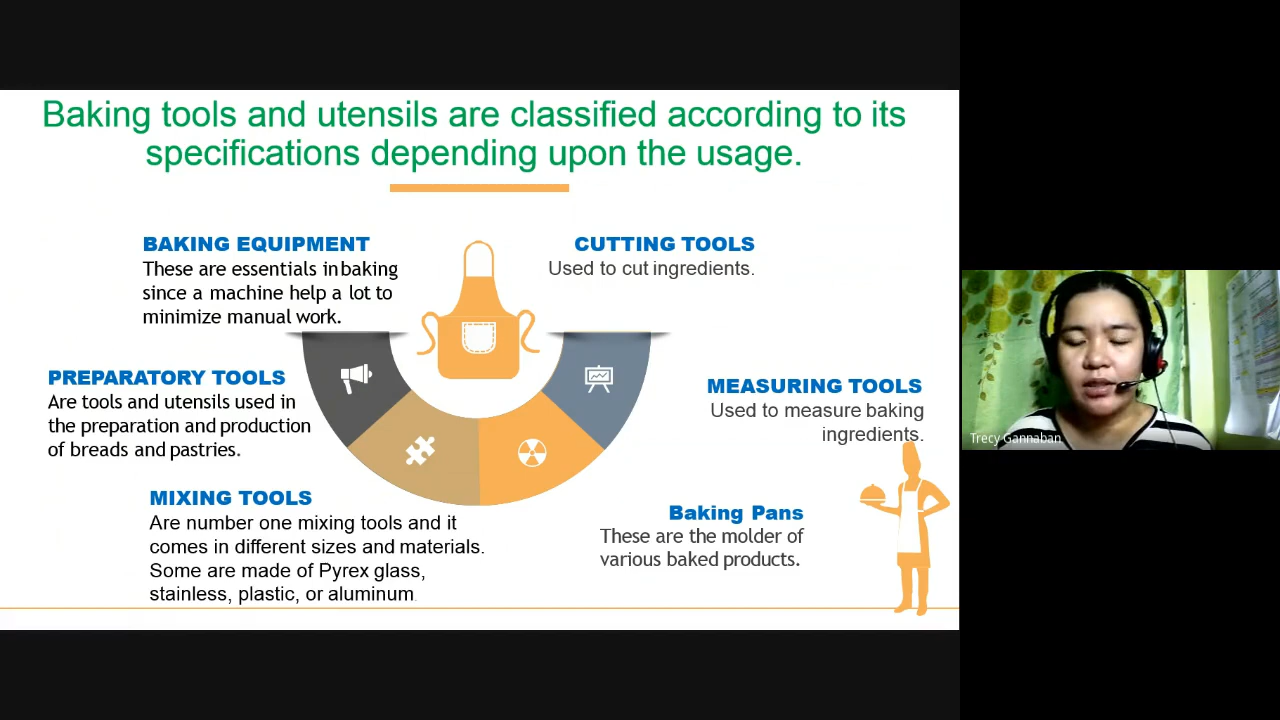 Baking tools and utensils are classified according to its
specifications depending upon the usage.
BAKING EQUIPMENT
These are essentials in baking
since a machine help a lot to
minimize manual work.
CUTTING TOOLS
Used to cut ingredients.
PREPARATORY TOOLS
Are tools and utensils used in
the preparation and production
of breads and pastries.
MEASURING TOOLS
Used to measure baking
ingredients.
MIXING TOOLS
Are number one mixing tools and it
comes in different sizes and materials.
Some are made of Pyrex glass,
stainless, plastic, or aluminum.
Baking Pans
These are the molder of
various baked products.
Trecy Gannaban